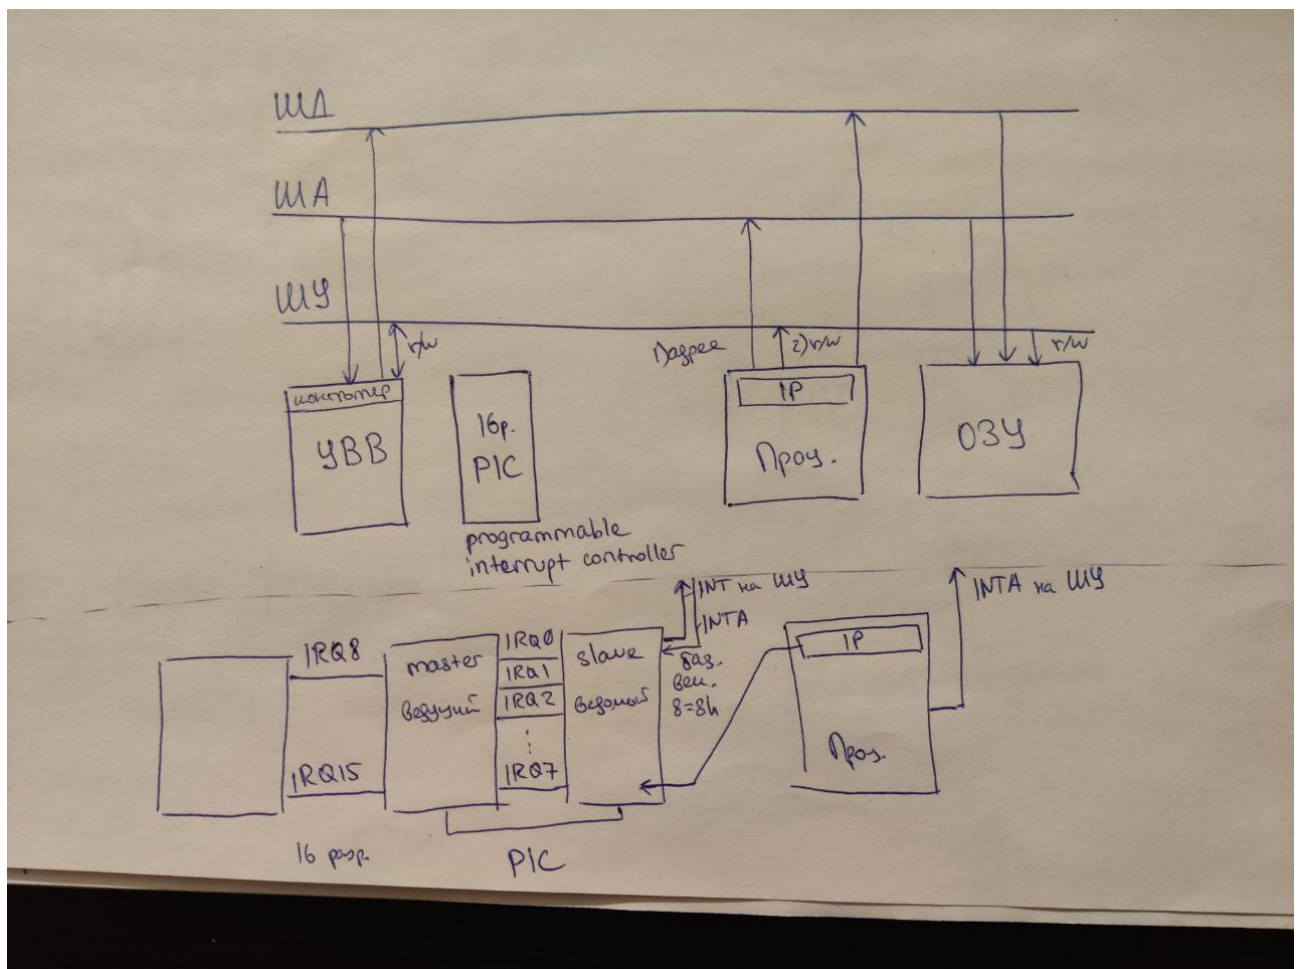 ШД
ША
ШУ
r/w
1) адрес
2) r/w
r/w
контроллер
УВВ
16р.
PIC
programmable
interrupt controller
IP
Проц.
ОЗУ
INT на ШУ
INTA
INTA на ШУ
IRQ8
IRQ15
16 разр.
master
ведущий
IRQ0
IRQ1
IRQ2
⋮
IRQ7
slave
ведомый
баз.
век.
8=8h
PIC
IP
Проц.